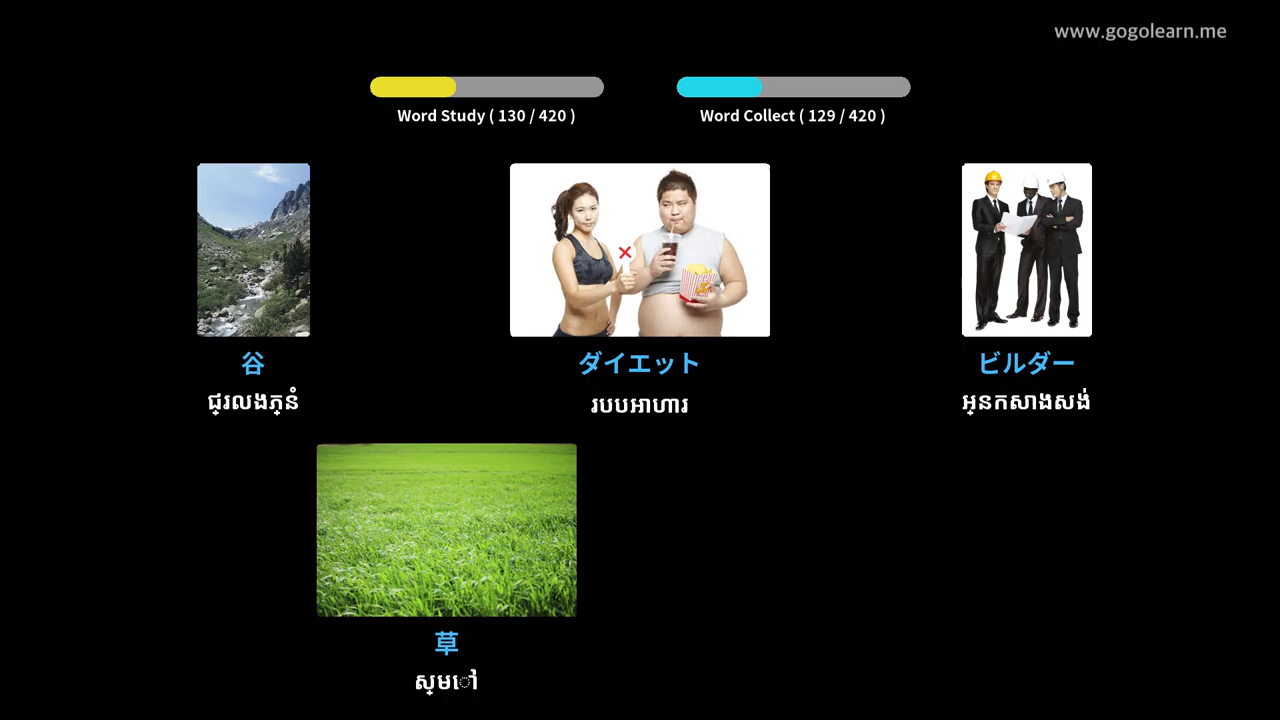 www.gogolearn.me
Word Study ( 130 / 420 )
Word Collect ( 129 / 420 )
谷
ជ្រលងភ្នំ
ダイエット
របបអាហារ
ビルダー
អ្នកសាងសង់
草
ស្មៅ